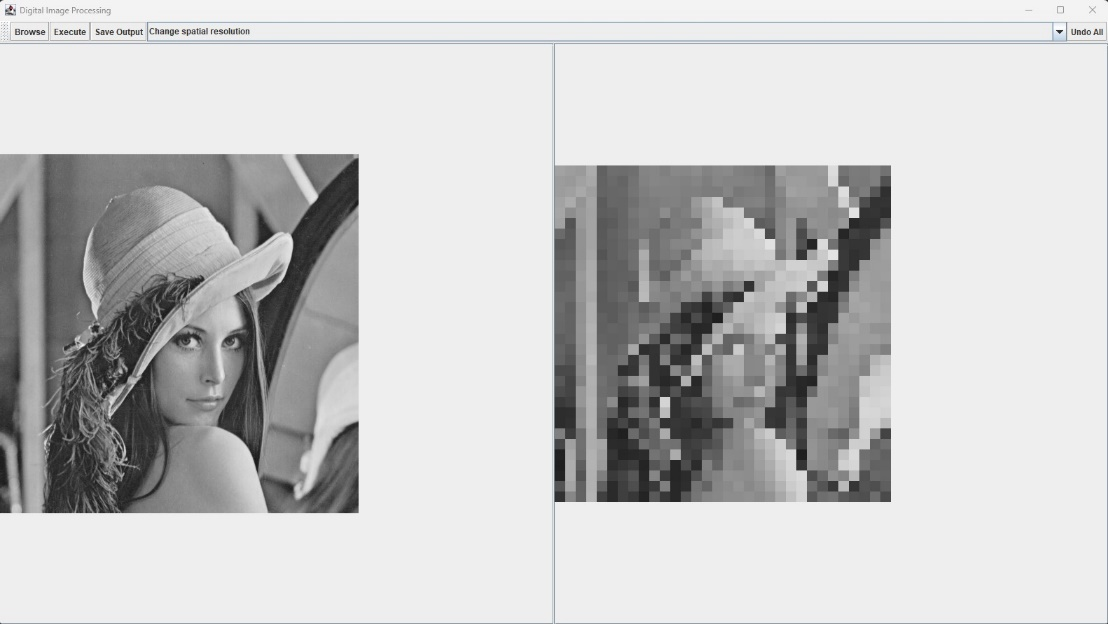 Digital Image Processing
Browse Execute Save Output Change spatial resolution Undo All